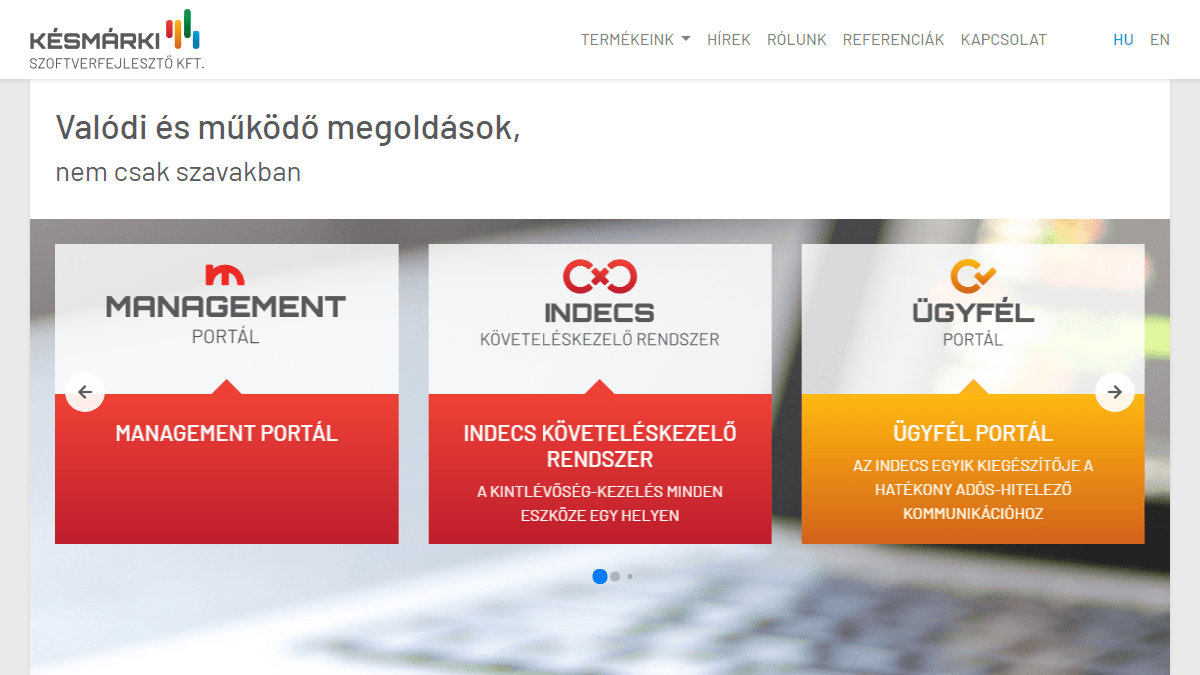 KÉSMÁRKI
SZOFTVERFEJLESZTŐ KFT.
TERMÉKEINK HÍREK RÓLUNK REFERENCIÁK KAPCSOLAT HU EN
Valódi és működő megoldások,
nem csak szavakban
MANAGEMENT
PORTÁL
MANAGEMENT PORTÁL
INDECS
KÖVETELÉSKEZELŐ RENDSZER
INDECS KÖVETELÉSKEZELŐ
RENDSZER
A KINTLÉVŐSÉG-KEZELÉS MINDEN
ESZKÖZE EGY HELYEN
ÜGYFÉL
PORTÁL
ÜGYFÉL PORTÁL
AZ INDECS EGYIK KIEGÉSZÍTŐJE A
HATÉKONY ADÓS-HITELEZŐ
KOMMUNIKÁCIÓHOZ